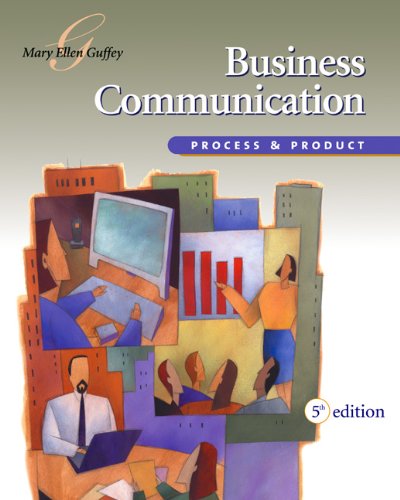 Mary Ellen Guffey
G
Business
Communication
PROCESS & PRODUCT
5th edition